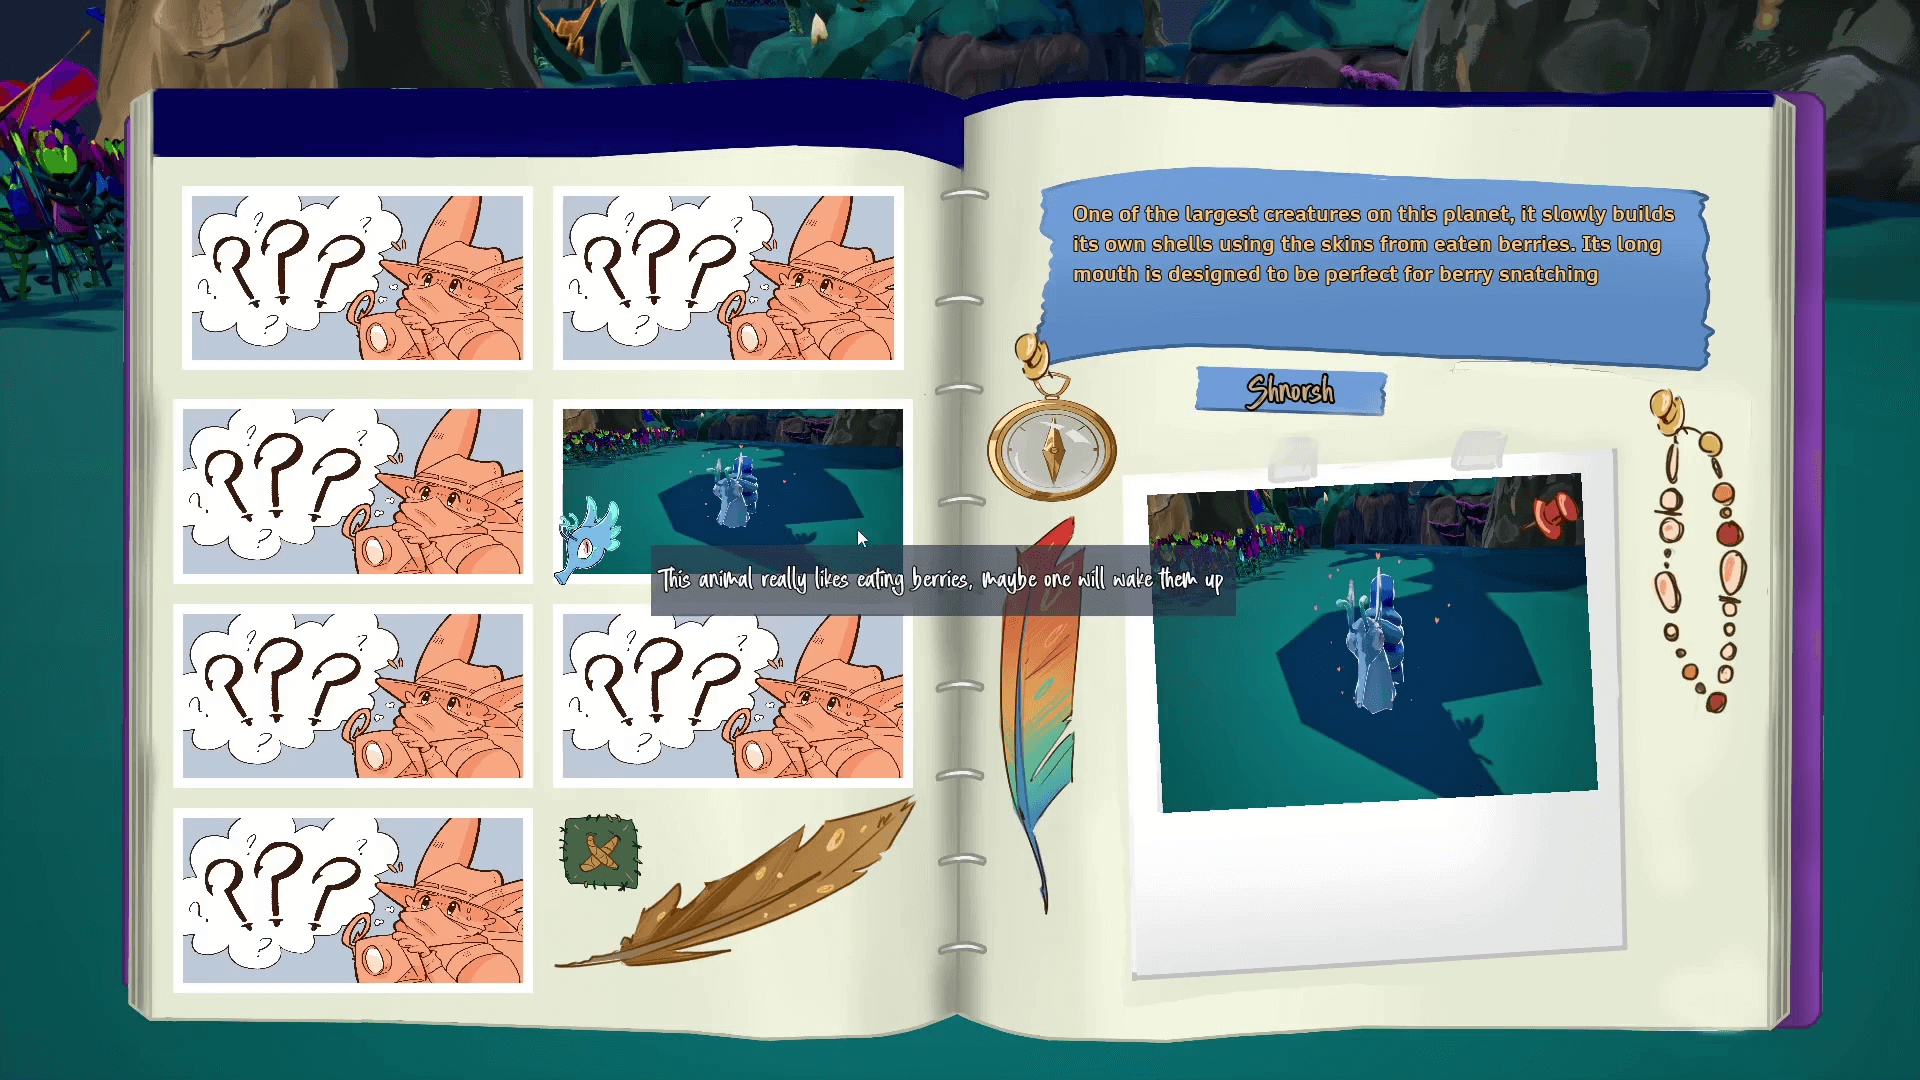 ???
???
One of the largest creatures on this planet, it slowly builds
its own shells using the skins from eaten berries. Its long
mouth is designed to be perfect for berry snatching
Shnorsh
???
This animal really likes eating berries, maybe one will wake them up
???
???
???